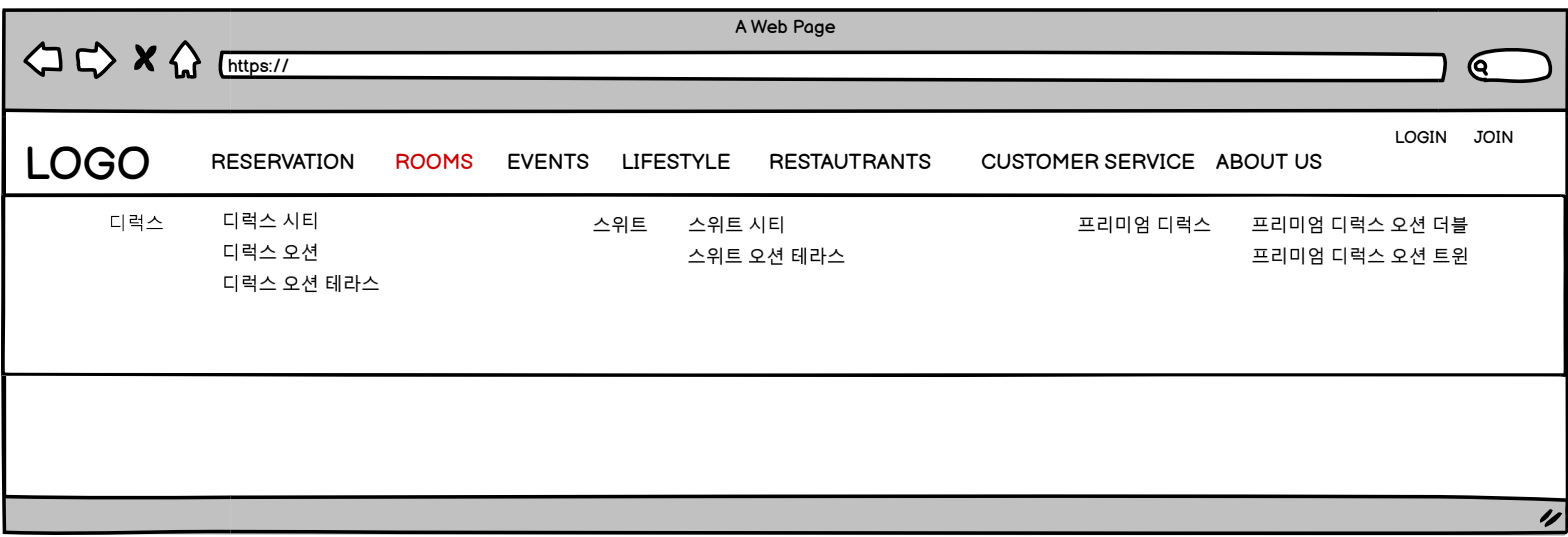 A Web Page
https://
LOGIN JOIN
LOGO RESERVATION ROOMS EVENTS LIFESTYLE RESTAUTRANTS CUSTOMER SERVICE ABOUT US
디럭스 디럭스 시티 스위트 스위트 시티 프리미엄 디럭스 프리미엄 디럭스 오션 더블
디럭스 오션 스위트 오션 테라스 프리미엄 디럭스 오션 트윈
디럭스 오션 테라스